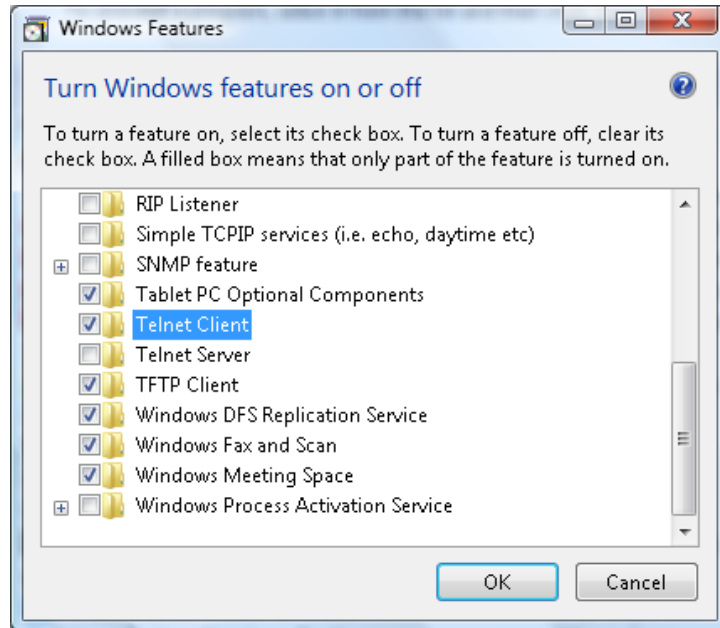 Windows Features
Turn Windows features on or off
To turn a feature on, select its check box. To turn a feature off, clear its
check box. A filled box means that only part of the feature is turned on.
RIP Listener
Simple TCPIP services (i.e. echo, daytime etc)
SNMP feature
Tablet PC Optional Components
Telnet Client
Telnet Server
TFTP Client
Windows DFS Replication Service
Windows Fax and Scan
Windows Meeting Space
Windows Process Activation Service
OK Cancel